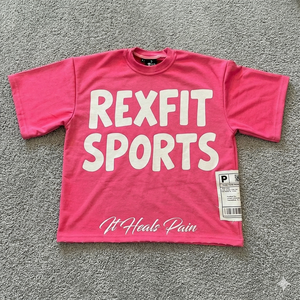 REXFIT
SPORTS
It Heals Pain
P